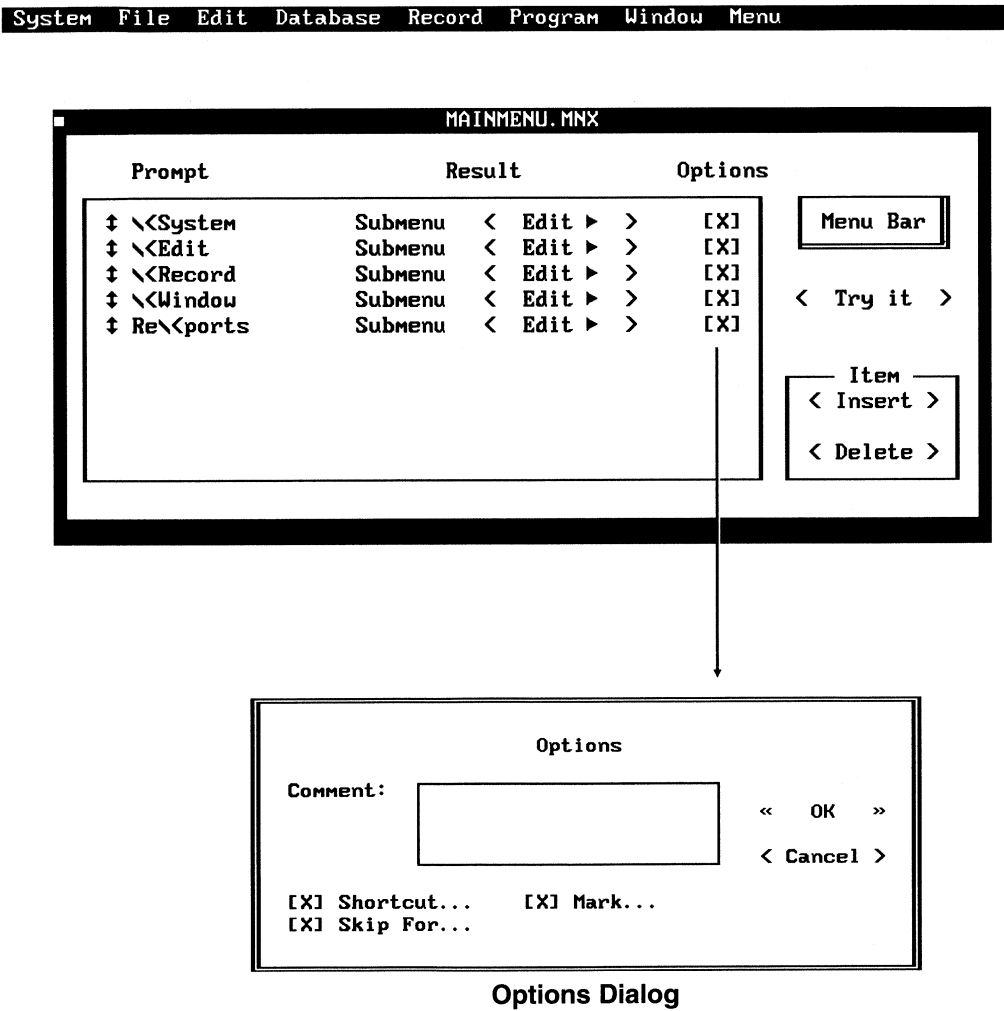 System File Edit Database Record Program Window Menu
MAINMENU.MNX
Prompt Result Options
↕ \<System Submenu < Edit ► > [X]
↕ \<Edit Submenu < Edit ► > [X]
↕ \<Record Submenu < Edit ► > [X]
↕ \<Window Submenu < Edit ► > [X]
↕ Re\<ports Submenu < Edit ► > [X]
Menu Bar
< Try it >
Item
< Insert >
< Delete >
Options
Comment:
« OK »
< Cancel >
[X] Shortcut... [X] Mark...
[X] Skip For...
Options Dialog